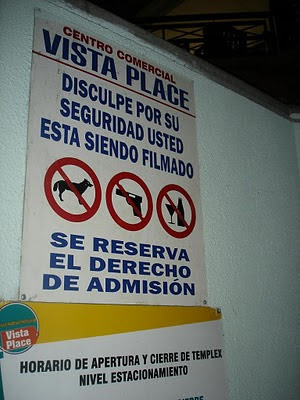 CENTRO COMERCIAL
VISTA PLACE
DISCULPE POR SU
SEGURIDAD USTED
ESTA SIENDO FILMADO
SE RESERVA
EL DERECHO
DE ADMISIÓN
Vista
Place
HORARIO DE APERTURA Y CIERRE DE TEMPLEX
NIVEL ESTACIONAMIENTO